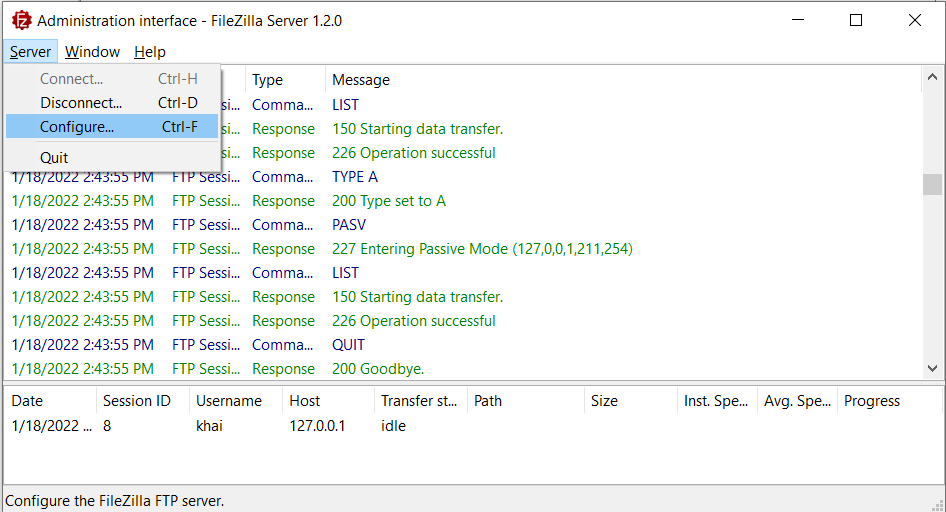 Administration interface - FileZilla Server 1.2.0
Server Window Help
Connect... Ctrl-H
Disconnect... Ctrl-D
Configure... Ctrl-F
Quit
Type Message
si... Comma... LIST
si... Response 150 Starting data transfer.
si... Response 226 Operation successful
1/18/2022 2:43:55 PM FTP Sessi... Comma... TYPE A
1/18/2022 2:43:55 PM FTP Sessi... Response 200 Type set to A
1/18/2022 2:43:55 PM FTP Sessi... Comma... PASV
1/18/2022 2:43:55 PM FTP Sessi... Response 227 Entering Passive Mode (127,0,0,1,211,254)
1/18/2022 2:43:55 PM FTP Sessi... Comma... LIST
1/18/2022 2:43:55 PM FTP Sessi... Response 150 Starting data transfer.
1/18/2022 2:43:55 PM FTP Sessi... Response 226 Operation successful
1/18/2022 2:43:55 PM FTP Sessi... Comma... QUIT
1/18/2022 2:43:55 PM FTP Sessi... Response 200 Goodbye.
Date Session ID Username Host Transfer st... Path Size Inst. Spe... Avg. Spe... Progress
1/18/2022 ... 8 khai 127.0.0.1 idle
Configure the FileZilla FTP server.